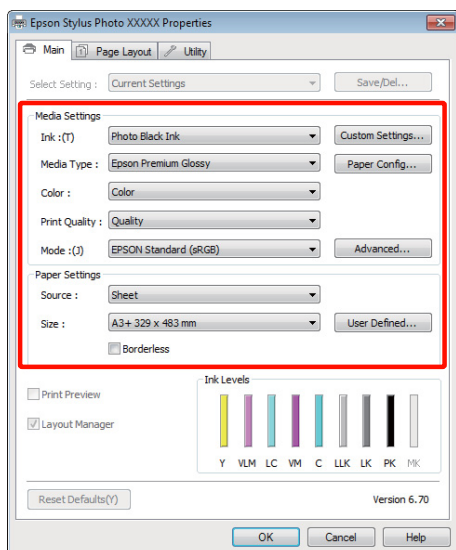 Epson Stylus Photo XXXXX Properties
Main Page Layout Utility
Select Setting : Current Settings Save/Del...
Media Settings
Ink :(T) Photo Black Ink Custom Settings...
Media Type : Epson Premium Glossy Paper Config...
Color : Color
Print Quality : Quality
Mode :(J) EPSON Standard (sRGB) Advanced...
Paper Settings
Source : Sheet
Size : A3+ 329 x 483 mm User Defined...
Borderless
Print Preview
Layout Manager
Ink Levels
Y VLM LC VM C LLK LK PK MK
Reset Defaults(Y) Version 6.70
OK Cancel Help